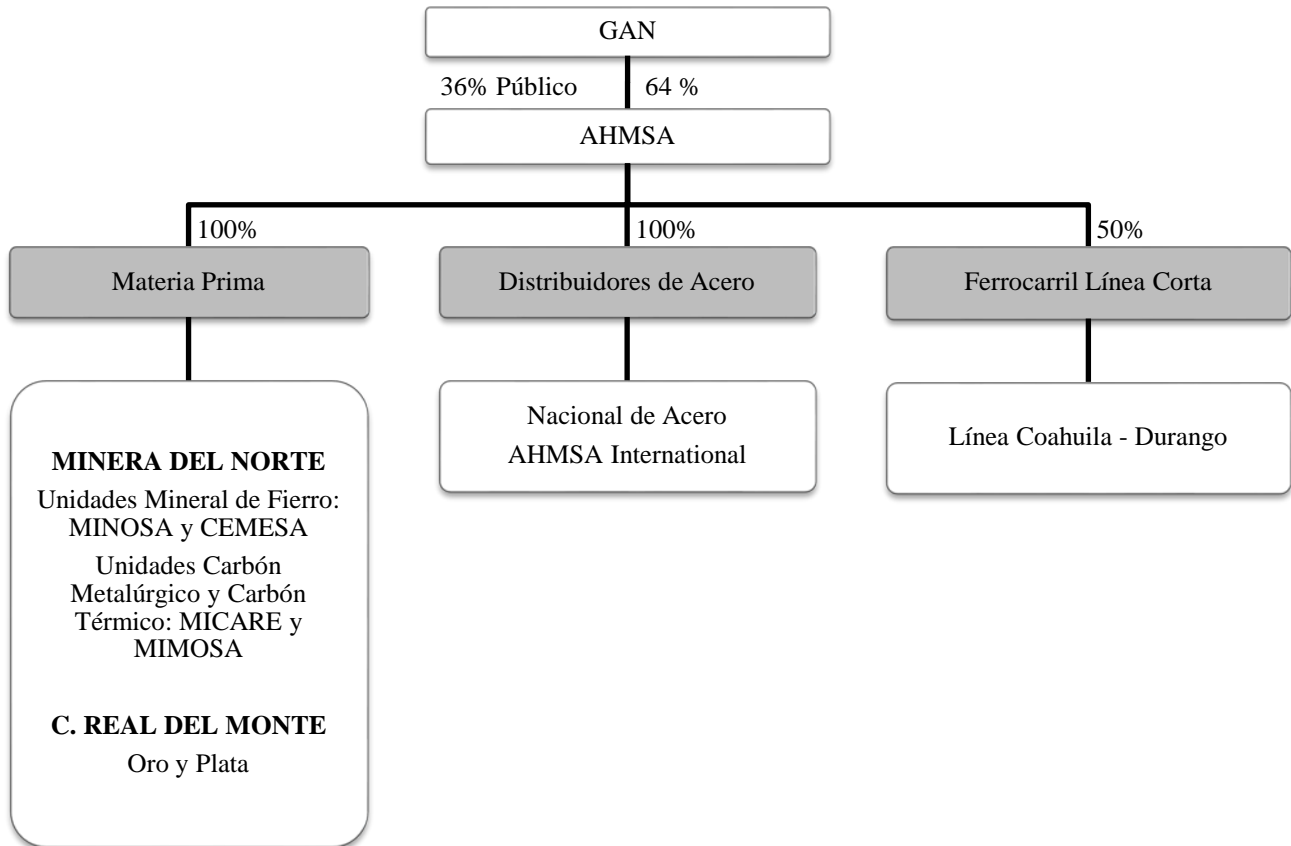 GAN
36% Público
64 %
AHMSA
100%
100%
50%
Materia Prima
Distribuidores de Acero
Ferrocarril Línea Corta
MINERA DEL NORTE
Unidades Mineral de Fierro:
MINOSA y CEMESA
Unidades Carbón
Metalúrgico y Carbón
Térmico: MICARE y
MIMOSA
C. REAL DEL MONTE
Oro y Plata
Nacional de Acero
AHMSA International
Línea Coahuila - Durango